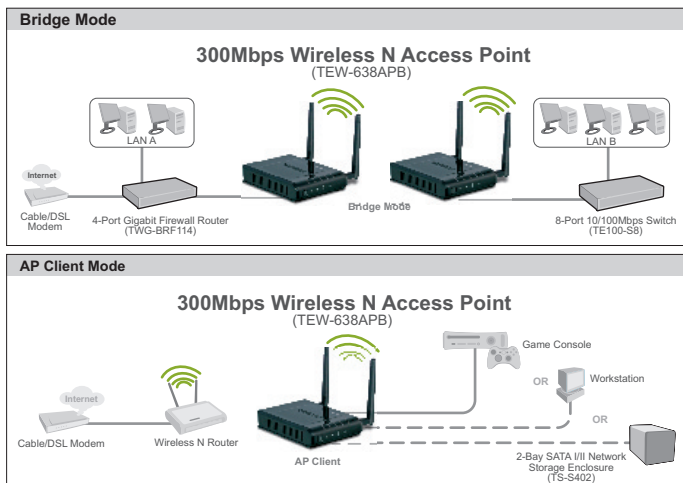 Bridge Mode
300Mbps Wireless N Access Point
(TEW-638APB)
LAN A
LAN B
Internet
Cable/DSL
Modem
4-Port Gigabit Firewall Router
(TWG-BRF114)
Bridge Mode
8-Port 10/100Mbps Switch
(TE100-S8)
AP Client Mode
300Mbps Wireless N Access Point
(TEW-638APB)
Game Console
Internet
OR
Workstation
OR
Cable/DSL Modem
Wireless N Router
AP Client
2-Bay SATA I/II Network
Storage Enclosure
(TS-S402)